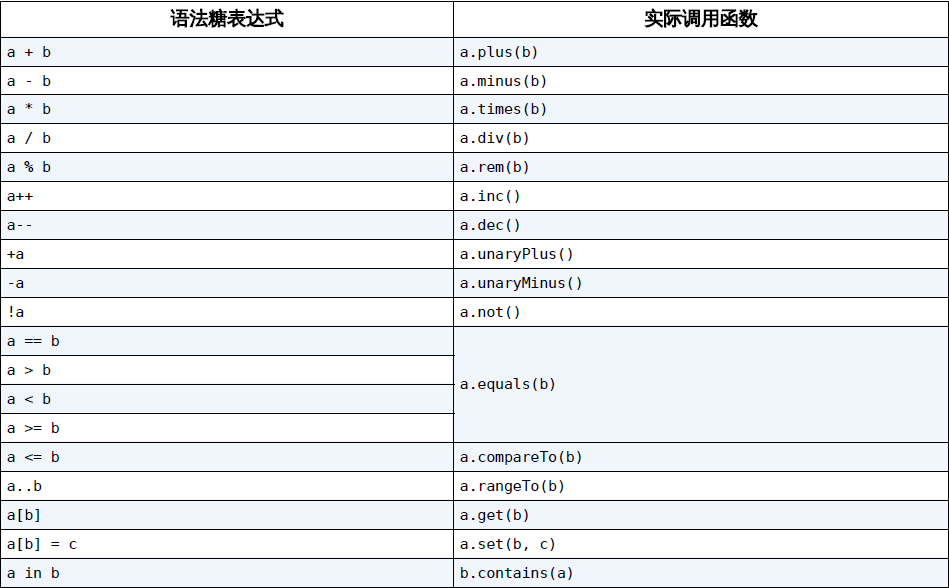 语法糖表达式 实际调用函数
a + b a.plus(b)
a - b a.minus(b)
a * b a.times(b)
a / b a.div(b)
a % b a.rem(b)
a++ a.inc()
a-- a.dec()
+a a.unaryPlus()
-a a.unaryMinus()
!a a.not()
a == b
a > b
a.equals(b)
a < b
a >= b
a <= b a.compareTo(b)
a..b a.rangeTo(b)
a[b] a.get(b)
a[b] = c a.set(b, c)
a in b b.contains(a)